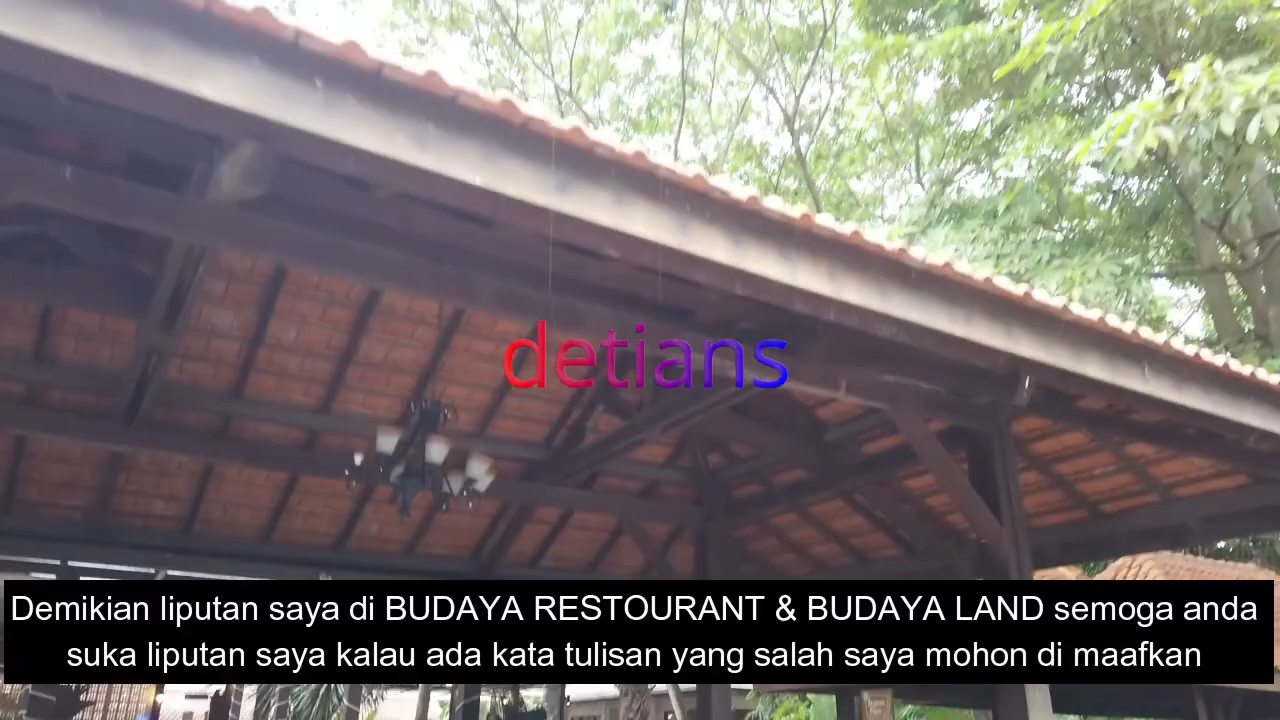 detians
Demikian liputan saya di BUDAYA RESTOURANT & BUDAYA LAND semoga anda
suka liputan saya kalau ada kata tulisan yang salah saya mohon di maafkan